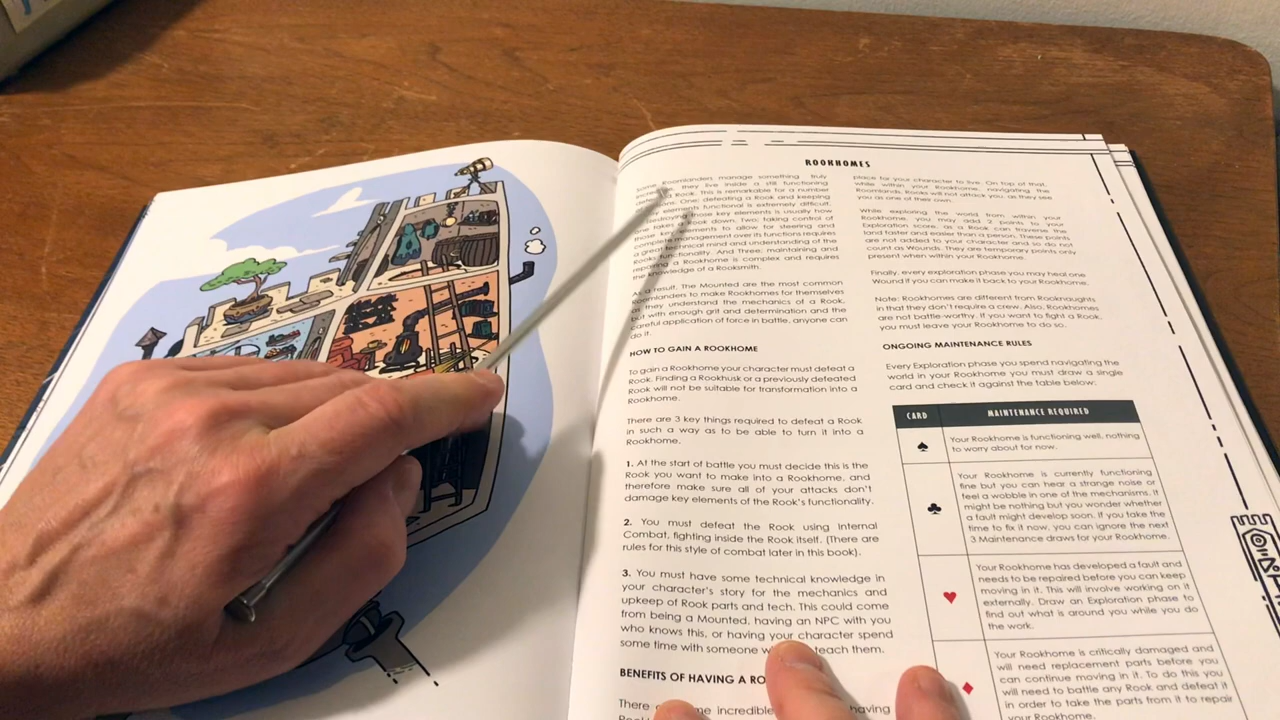 ROOKHOMES
Some Roomlanders manage something truly
they live inside a still functioning
Rook. This is remarkable for a number
One: defeating a Rook and keeping
elements functional is extremely difficult.
destroying those key elements is usually how
one takes a Rook down. Two: taking control of
those key elements to allow for steering and
complete management over its functions requires
a great technical mind and understanding of the
Rooks functionality. And Three, maintaining and
repairing a Rookhome is complex and requires
the knowledge of a Rooksmith.
As a result, The Mounted are the most common
Roomlanders to make Rookhomes for themselves
as they understand the mechanics of a Rook,
but with enough grit and determination and the
careful application of force in battle, anyone can
do it.
HOW TO GAIN A ROOKHOME
To gain a Rookhome your character must defeat a
Rook. Finding a Rookhusk or a previously defeated
Rook will not be suitable for transformation into a
Rookhome.
There are 3 key things required to defeat a Rook
in such a way as to be able to turn it into a
Rookhome.
1. At the start of battle you must decide this is the
Rook you want to make into a Rookhome, and
therefore make sure all of your attacks don't
damage key elements of the Rook's functionality.
2. You must defeat the Rook using Internal
Combat, fighting inside the Rook itself. (There are
rules for this style of combat later in this book).
3. You must have some technical knowledge in
your character's story for the mechanics and
upkeep of Rook parts and tech. This could come
from being a Mounted, having an NPC with you
who knows this, or having your character spend
some time with someone teach them.
BENEFITS OF HAVING A
There incredible having
place for your character to live. On top of that,
while within your Rookhome, navigating the
Roomlands, Rooks will not attack you, as they see
you as one of their own.
While exploring the world from within your
Rookhome, you may add 2 points to your
Exploration score, as a Rook can traverse the
land faster and easier than a person. These points
are not added to your character and so do not
count as Wounds. They are temporary points only
present when within your Rookhome.
Finally, every exploration phase you may heal one
Wound if you can make it back to your Rookhome.
Note: Rookhomes are different from Rooknaughts
in that they don't require a crew. Also, Rookhomes
are not battle-worthy. If you want to fight a Rook,
you must leave your Rookhome to do so.
ONGOING MAINTENANCE RULES
Every Exploration phase you spend navigating the
world in your Rookhome you must draw a single
card and check it against the table below:
CARD MAINTENANCE REQUIRED
♠ Your Rookhome is functioning well, nothing
to worry about for now.
♣ Your Rookhome is currently functioning
fine but you can hear a strange noise or
feel a wobble in one of the mechanisms. It
might be nothing but you wonder whether
a fault might develop soon. If you take the
time to fix it now, you can ignore the next
3 Maintenance draws for your Rookhome.
♥ Your Rookhome has developed a fault and
needs to be repaired before you can keep
moving in it. This will involve working on it
externally. Draw an Exploration phase to
find out what is around you while you do
the work.
♦ Your Rookhome is critically damaged and
will need replacement parts before you
can continue moving in it. To do this you
will need to battle any Rook and defeat it
in order to take the parts from it to repair
your Rookhome.